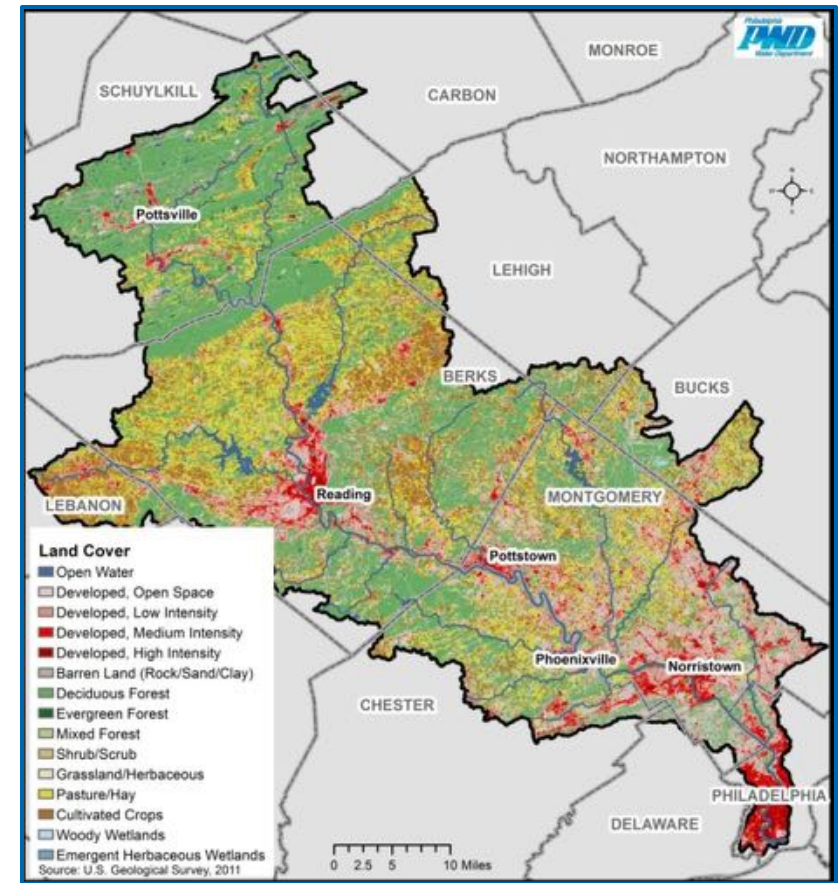 Philadelphia
PWD
Water Department
MONROE
SCHUYLKILL
CARBON
NORTHAMPTON
N
E
S
Pottsville
LEHIGH
BERKS
BUCKS
Reading
LEBANON
MONTGOMERY
Pottstown
Phoenixville
Norristown
CHESTER
PHILADELPHIA
DELAWARE
Land Cover
Open Water
Developed, Open Space
Developed, Low Intensity
Developed, Medium Intensity
Developed, High Intensity
Barren Land (Rock/Sand/Clay)
Deciduous Forest
Evergreen Forest
Mixed Forest
Shrub/Scrub
Grassland/Herbaceous
Pasture/Hay
Cultivated Crops
Woody Wetlands
Emergent Herbaceous Wetlands
Source: U.S. Geological Survey, 2011
0 2.5 5 10 Miles